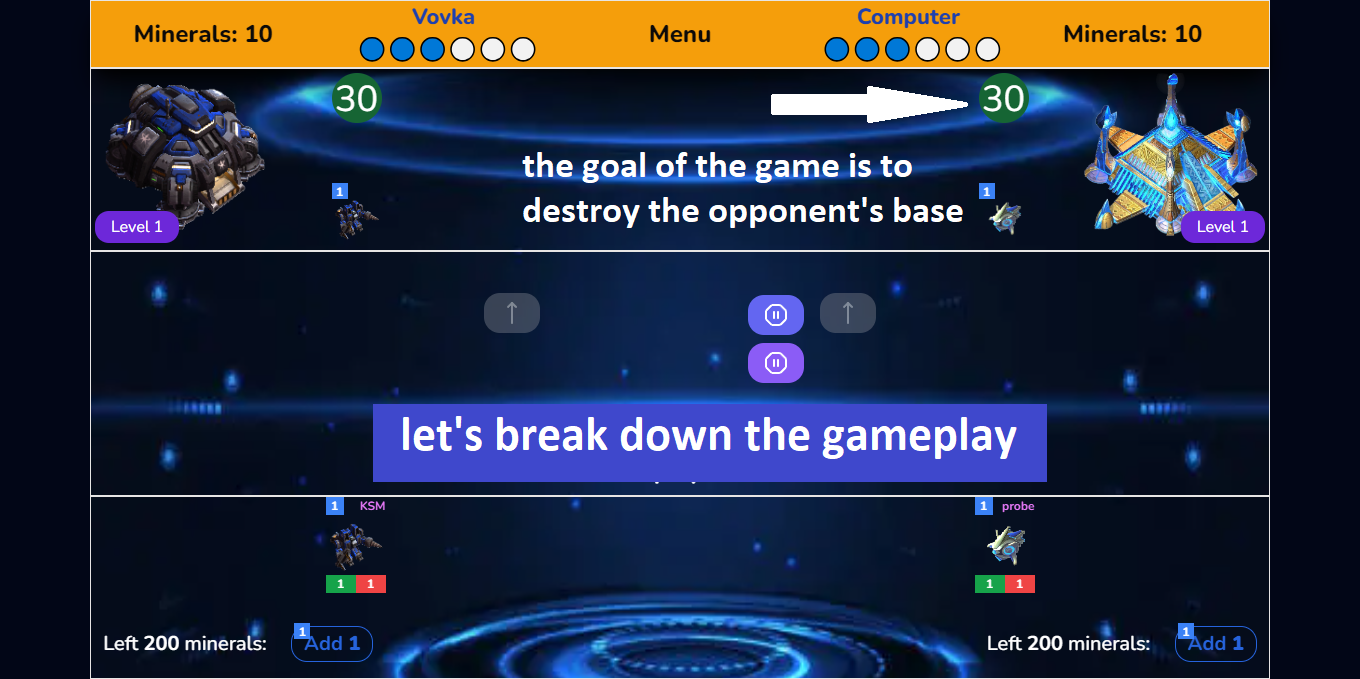 Minerals: 10
Vovka
Menu
Computer
Minerals: 10
30
30
the goal of the game is to
destroy the opponent's base
1
1
Level 1
Level 1
let's break down the gameplay
1 KSM
1 probe
1 1
1 1
Left 200 minerals:
1
Add 1
Left 200 minerals:
1
Add 1